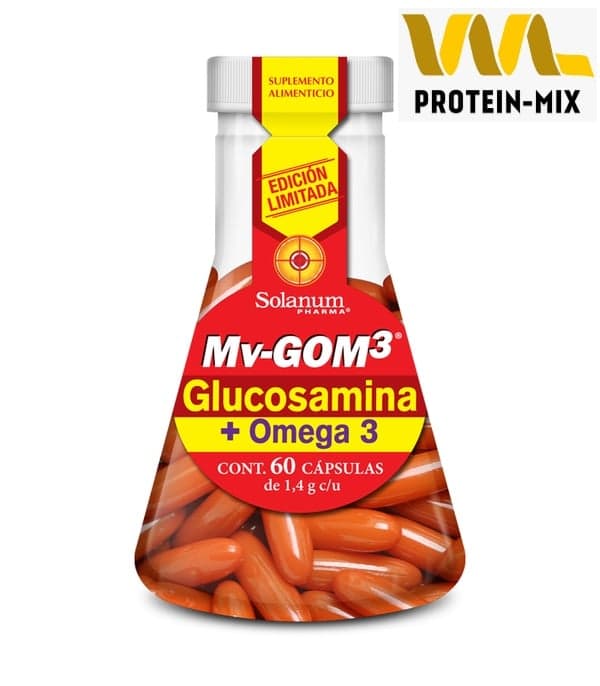 PROTEIN-MIX
SUPLEMENTO
ALIMENTICIO
EDICIÓN
LIMITADA
Solanum
PHARMA®
Mv-GOM3®
Glucosamina
+ Omega 3
CONT. 60 CÁPSULAS
de 1,4 g c/u